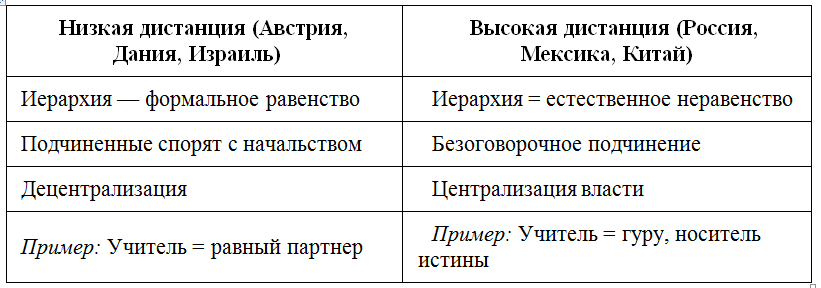 Низкая дистанция (Австрия,
Дания, Израиль)
Высокая дистанция (Россия,
Мексика, Китай)
Иерархия — формальное равенство
Иерархия = естественное неравенство
Подчиненные спорят с начальством
Безоговорочное подчинение
Децентрализация
Централизация власти
Пример: Учитель = равный партнер
Пример: Учитель = гуру, носитель
истины